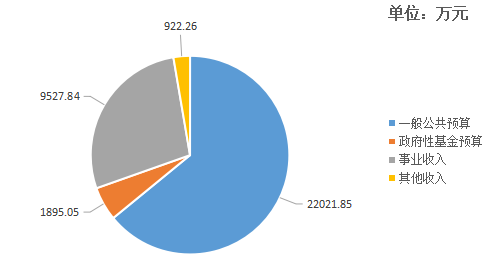 单位：万元
922.26
9527.84
1895.05
22021.85
一般公共预算
政府性基金预算
事业收入
其他收入